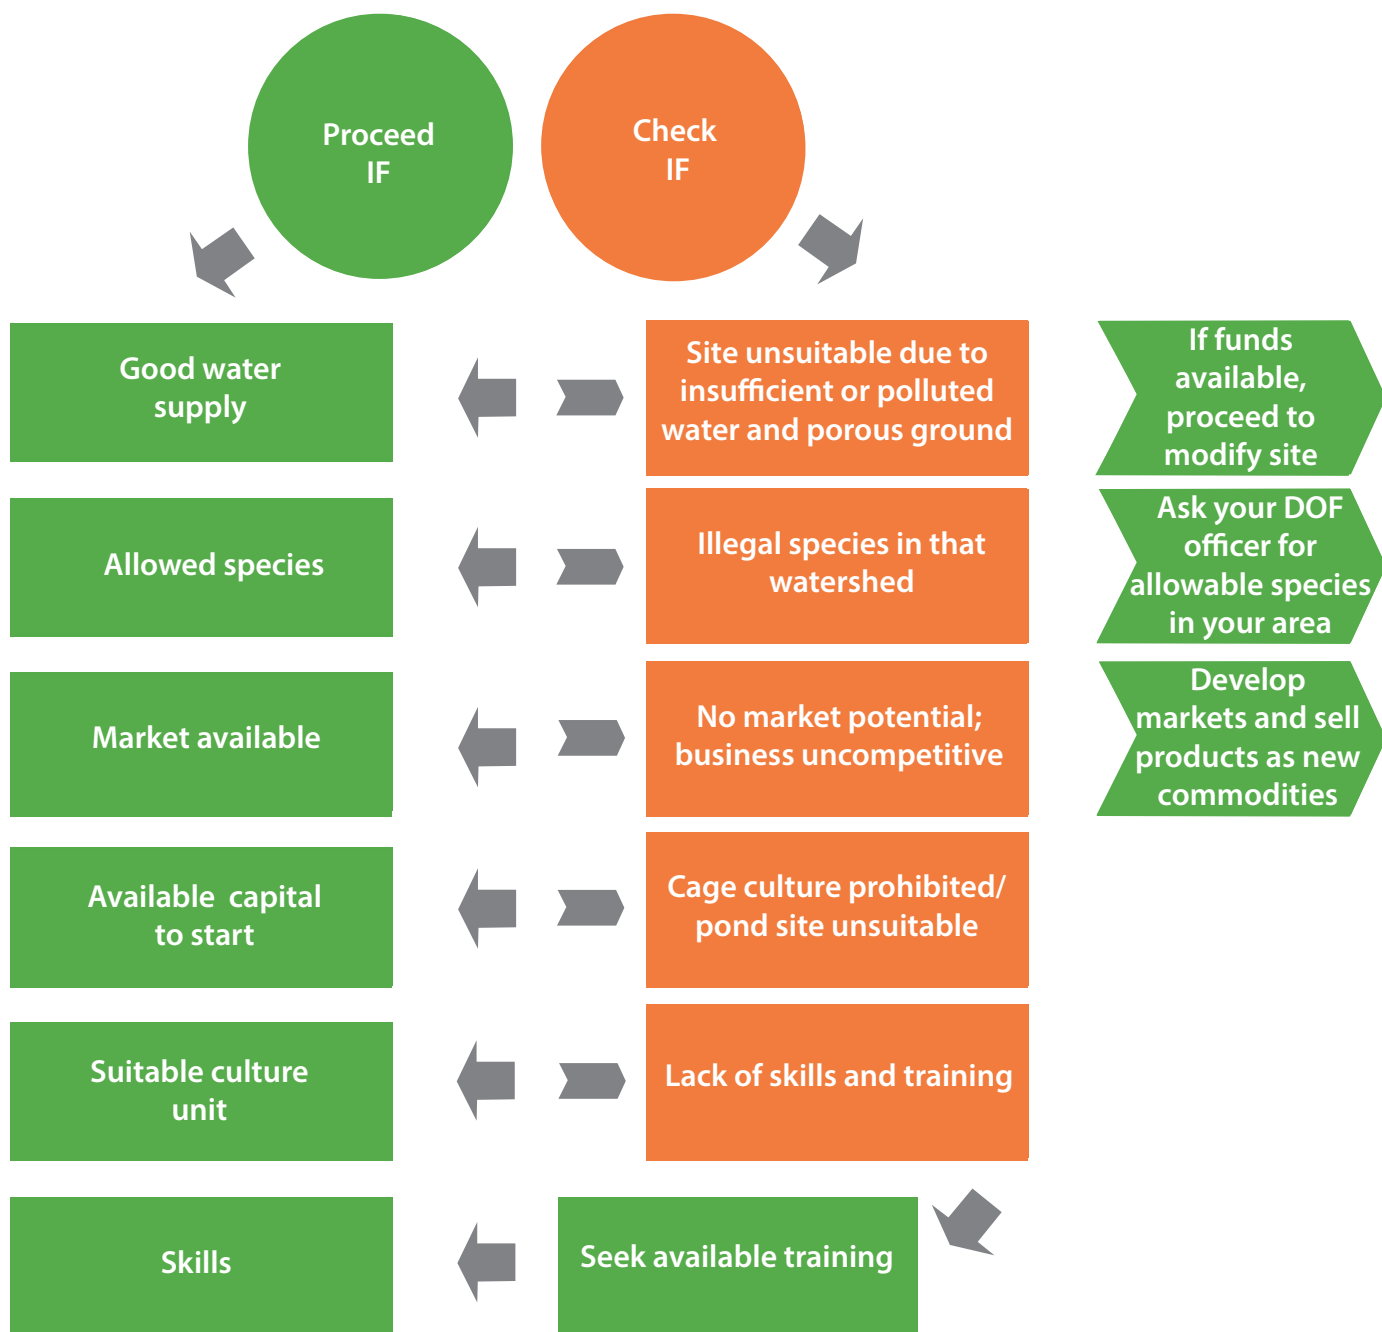 Proceed
IF
Check
IF
Good water
supply
Site unsuitable due to
insufficient or polluted
water and porous ground
If funds
available,
proceed to
modify site
Allowed species
Illegal species in that
watershed
Ask your DOF
officer for
allowable species
in your area
Market available
No market potential;
business uncompetitive
Develop
markets and sell
products as new
commodities
Available capital
to start
Cage culture prohibited/
pond site unsuitable
Suitable culture
unit
Lack of skills and training
Skills
Seek available training